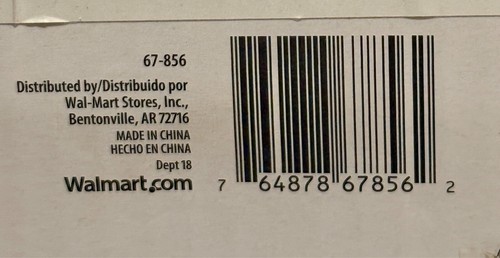 67-856
Distributed by/Distribuido por
Wal-Mart Stores, Inc.,
Bentonville, AR 72716
MADE IN CHINA
HECHO EN CHINA
Dept 18
Walmart.com
7 64878 67856 2